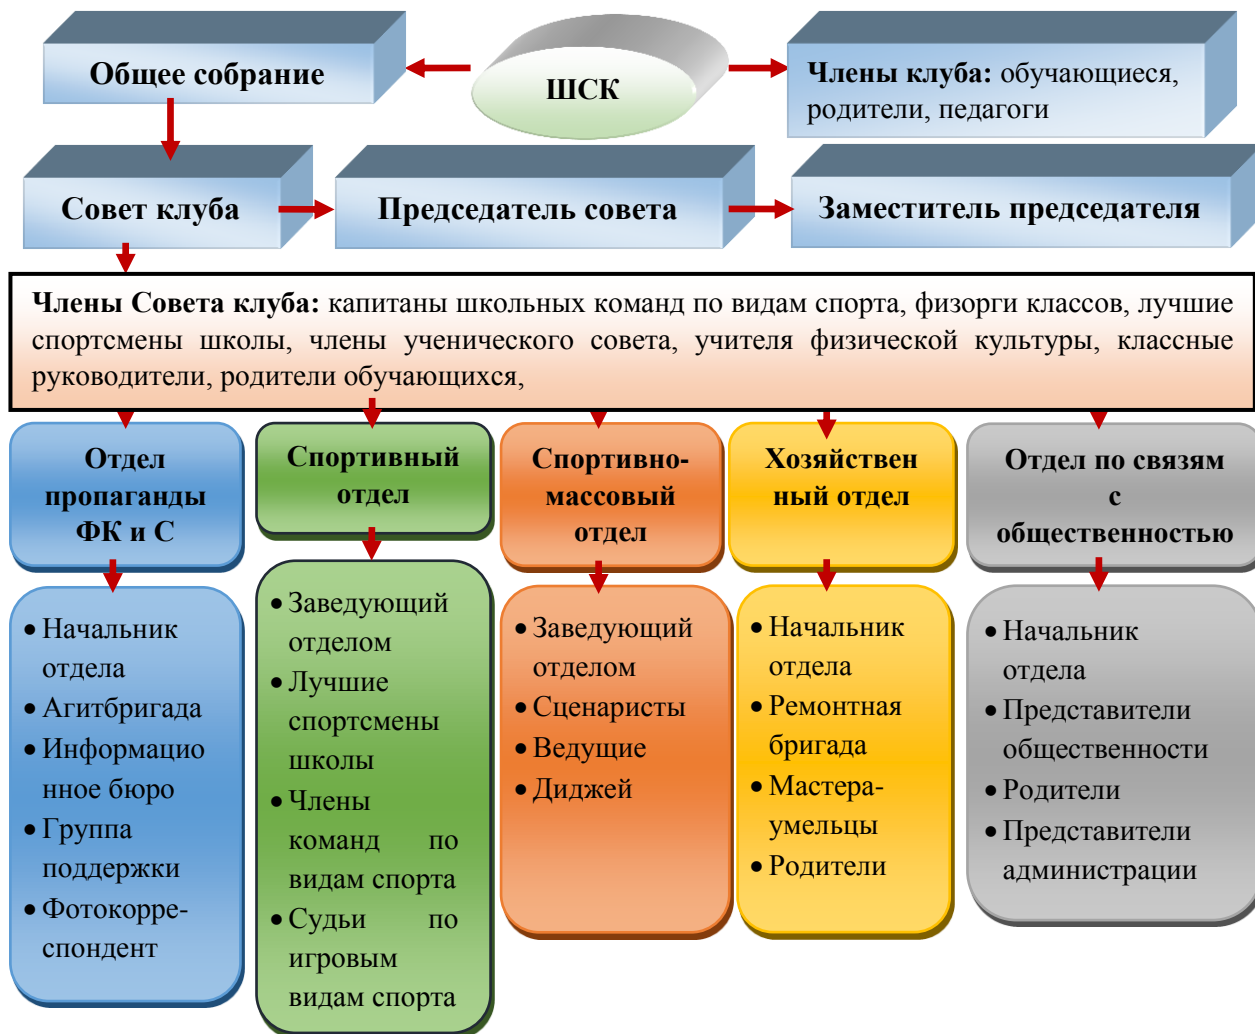 Общее собрание
ШСК
Члены клуба: обучающиеся,
родители, педагоги
Совет клуба
Председатель совета
Заместитель председателя
Члены Совета клуба: капитаны школьных команд по видам спорта, физорги классов, лучшие
спортсмены школы, члены ученического совета, учителя физической культуры, классные
руководители, родители обучающихся,
Отдел
пропаганды
ФК и С
Спортивный
отдел
Спортивно-
массовый
отдел
Хозяйствен
ный отдел
Отдел по связям
с
общественностью
• Начальник
отдела
• Агитбригада
• Информацио
нное бюро
• Группа
поддержки
• Фотокорре-
спондент
• Заведующий
отделом
• Лучшие
спортсмены
школы
• Члены
команд по
видам спорта
• Судьи по
игровым
видам спорта
• Заведующий
отделом
• Сценаристы
• Ведущие
• Диджей
• Начальник
отдела
• Ремонтная
бригада
• Мастера-
умельцы
• Родители
• Начальник
отдела
• Представители
общественности
• Родители
• Представители
администрации